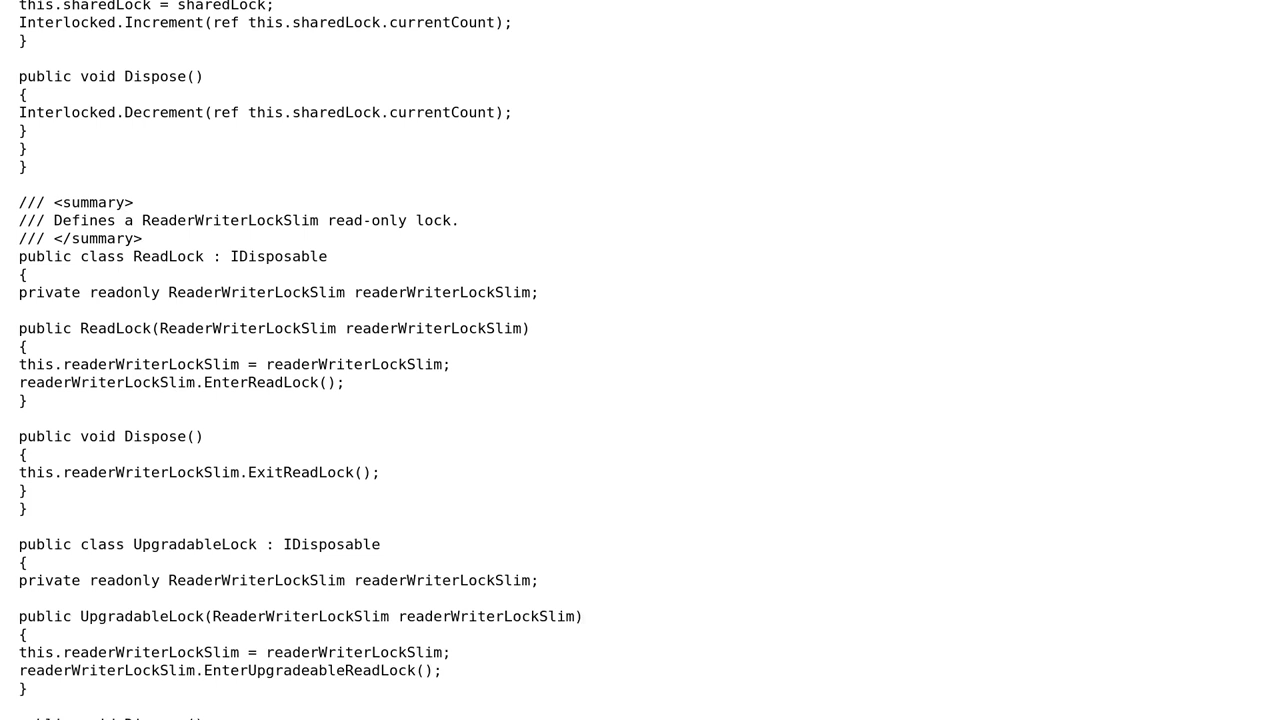 this.sharedLock = sharedLock;
Interlocked.Increment(ref this.sharedLock.currentCount);
}

public void Dispose()
{
Interlocked.Decrement(ref this.sharedLock.currentCount);
}
}
}

/// <summary>
/// Defines a ReaderWriterLockSlim read-only lock.
/// </summary>
public class ReadLock : IDisposable
{
private readonly ReaderWriterLockSlim readerWriterLockSlim;

public ReadLock(ReaderWriterLockSlim readerWriterLockSlim)
{
this.readerWriterLockSlim = readerWriterLockSlim;
readerWriterLockSlim.EnterReadLock();
}

public void Dispose()
{
this.readerWriterLockSlim.ExitReadLock();
}
}

public class UpgradableLock : IDisposable
{
private readonly ReaderWriterLockSlim readerWriterLockSlim;

public UpgradableLock(ReaderWriterLockSlim readerWriterLockSlim)
{
this.readerWriterLockSlim = readerWriterLockSlim;
readerWriterLockSlim.EnterUpgradeableReadLock();
}